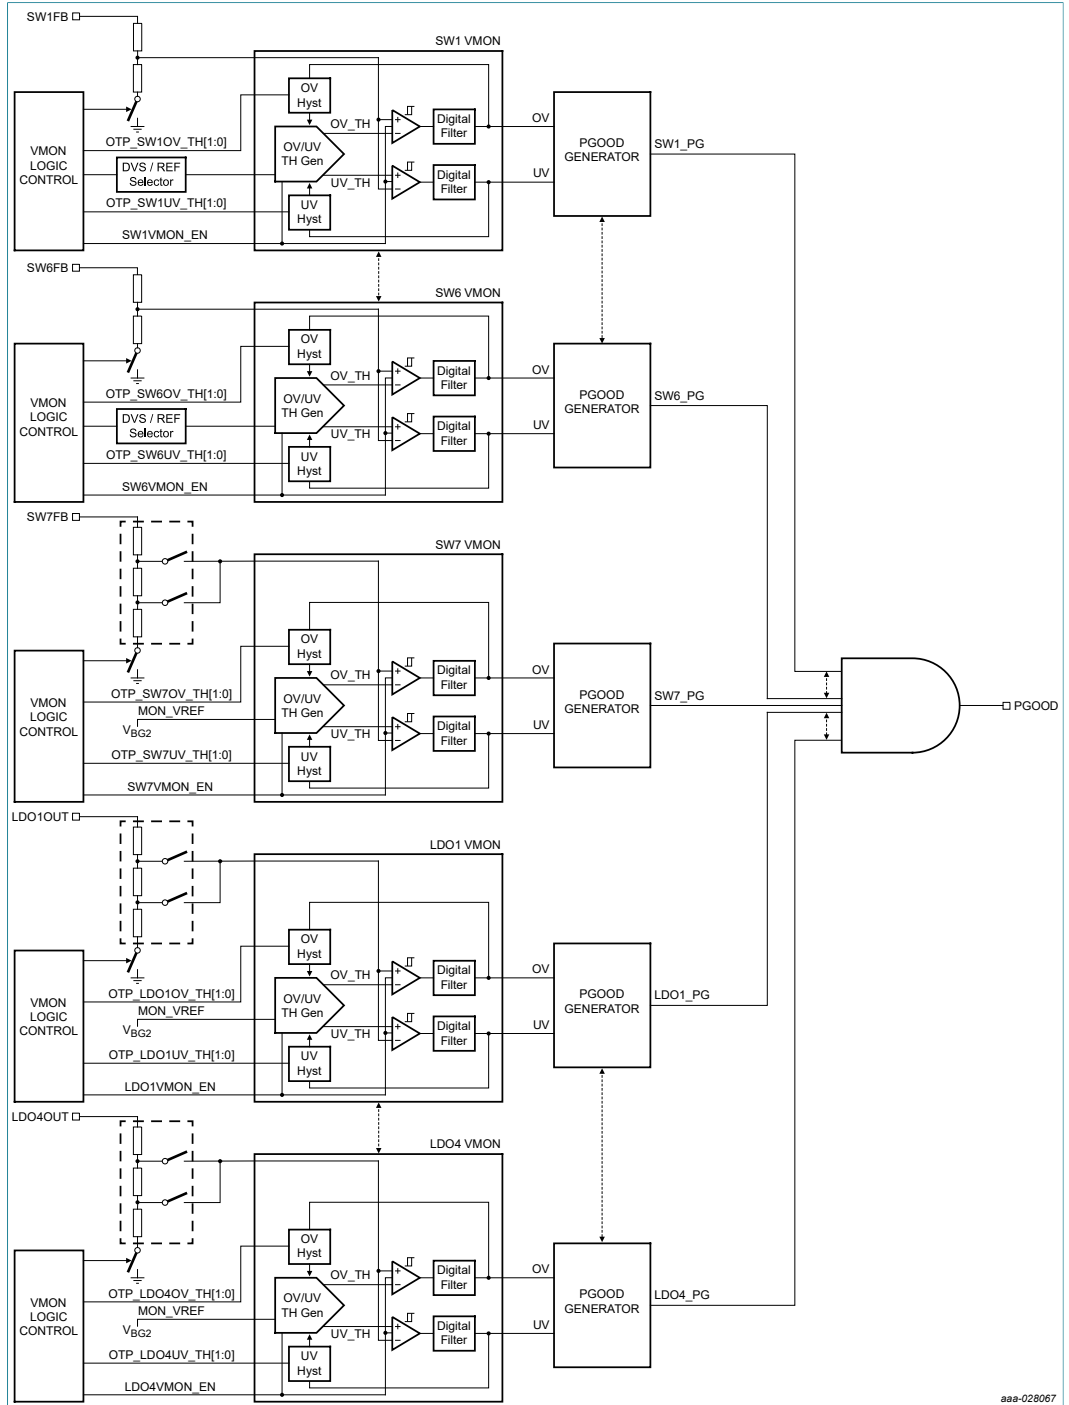 SW1FB
SW1 VMON
VMON
LOGIC
CONTROL
OTP_SW1OV_TH[1:0]
DVS / REF
Selector
OTP_SW1UV_TH[1:0]
SW1VMON_EN
OV
Hyst
OV/UV
TH Gen
UV
Hyst
OV_TH
UV_TH
Digital
Filter
Digital
Filter
OV
UV
PGOOD
GENERATOR
SW1_PG
SW6FB
SW6 VMON
VMON
LOGIC
CONTROL
OTP_SW6OV_TH[1:0]
DVS / REF
Selector
OTP_SW6UV_TH[1:0]
SW6VMON_EN
OV
Hyst
OV/UV
TH Gen
UV
Hyst
OV_TH
UV_TH
Digital
Filter
Digital
Filter
OV
UV
PGOOD
GENERATOR
SW6_PG
SW7FB
SW7 VMON
VMON
LOGIC
CONTROL
OTP_SW7OV_TH[1:0]
MON_VREF
VBG2
OTP_SW7UV_TH[1:0]
SW7VMON_EN
OV
Hyst
OV/UV
TH Gen
UV
Hyst
OV_TH
UV_TH
Digital
Filter
Digital
Filter
OV
UV
PGOOD
GENERATOR
SW7_PG
PGOOD
LDO1OUT
LDO1 VMON
VMON
LOGIC
CONTROL
OTP_LDO1OV_TH[1:0]
MON_VREF
VBG2
OTP_LDO1UV_TH[1:0]
LDO1VMON_EN
OV
Hyst
OV/UV
TH Gen
UV
Hyst
OV_TH
UV_TH
Digital
Filter
Digital
Filter
OV
UV
PGOOD
GENERATOR
LDO1_PG
LDO4OUT
LDO4 VMON
VMON
LOGIC
CONTROL
OTP_LDO4OV_TH[1:0]
MON_VREF
VBG2
OTP_LDO4UV_TH[1:0]
LDO4VMON_EN
OV
Hyst
OV/UV
TH Gen
UV
Hyst
OV_TH
UV_TH
Digital
Filter
Digital
Filter
OV
UV
PGOOD
GENERATOR
LDO4_PG
aaa-028067